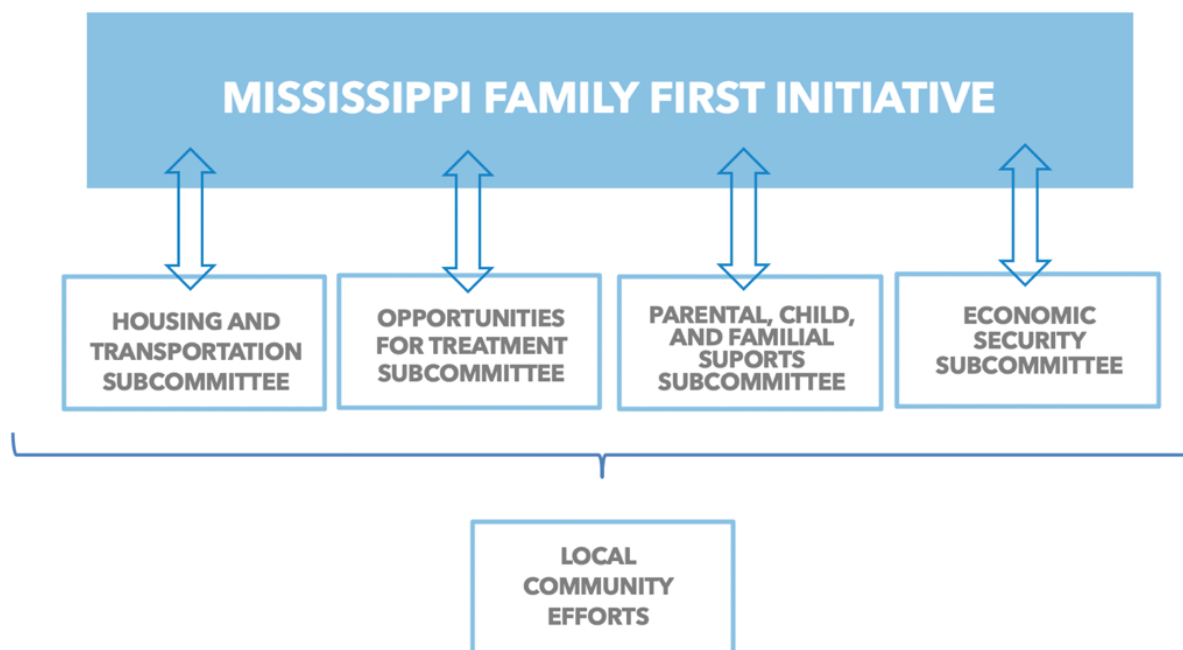 MISSISSIPPI FAMILY FIRST INITIATIVE
HOUSING AND
TRANSPORTATION
SUBCOMMITTEE
OPPORTUNITIES
FOR TREATMENT
SUBCOMMITTEE
PARENTAL, CHILD,
AND FAMILIAL
SUPORTS
SUBCOMMITTEE
ECONOMIC
SECURITY
SUBCOMMITTEE
LOCAL
COMMUNITY
EFFORTS